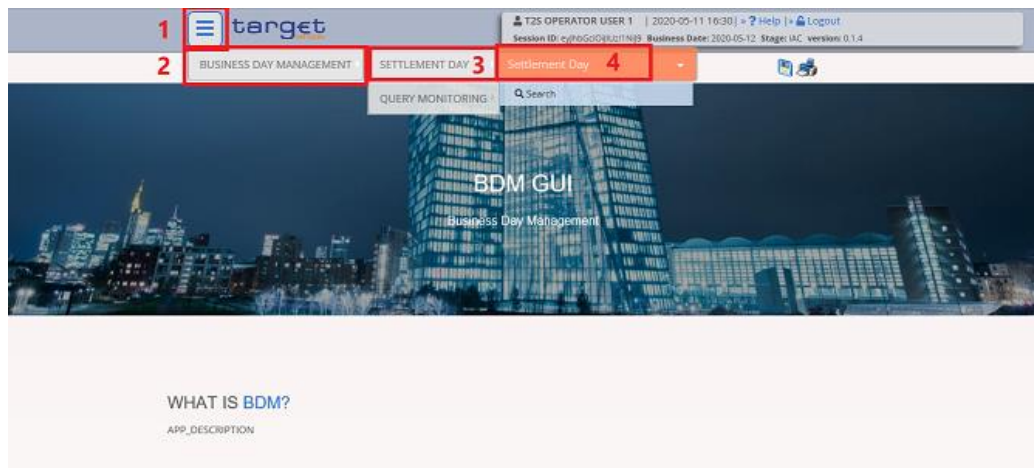 1
target
T2S OPERATOR USER 1 | 2020-05-11 16:30 | » ? Help | » Logout
Business Date: 2020-05-12 Stage: IAC version: 0.1.4
2 BUSINESS DAY MANAGEMENT SETTLEMENT DAY 3 Settlement Day 4
QUERY MONITORING Search
BDM GUI
Business Day Management
WHAT IS BDM?
APP_DESCRIPTION